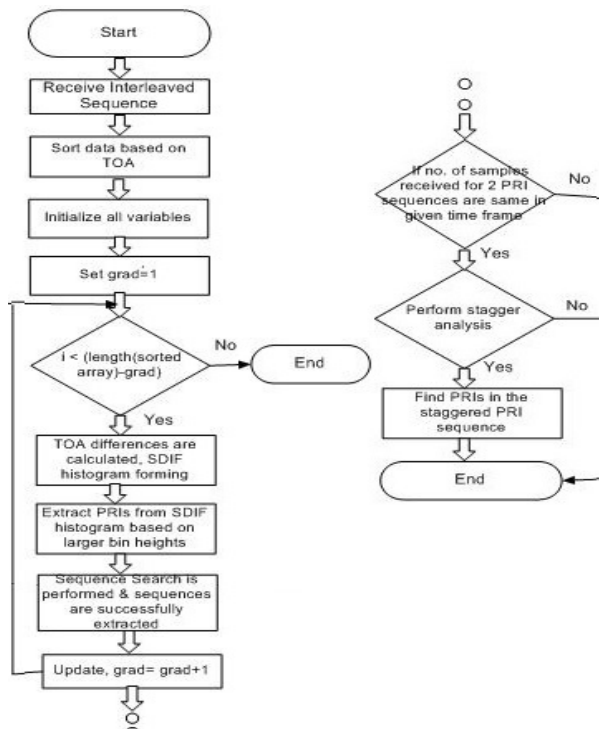 Start
Receive Interleaved
Sequence
Sort data based on
TOA
Initialize all variables
Set grad=1
i < (length(sorted
array)-grad)
No
End
Yes
TOA differences are
calculated, SDIF
histogram forming
Extract PRIs from SDIF
histogram based on
larger bin heights
Sequence Search is
performed & sequences
are successfully
extracted
Update, grad= grad+1
If no. of samples
received for 2 PRI
sequences are same in
given time frame
No
Yes
Perform stagger
analysis
No
Yes
Find PRIs in the
staggered PRI
sequence
End